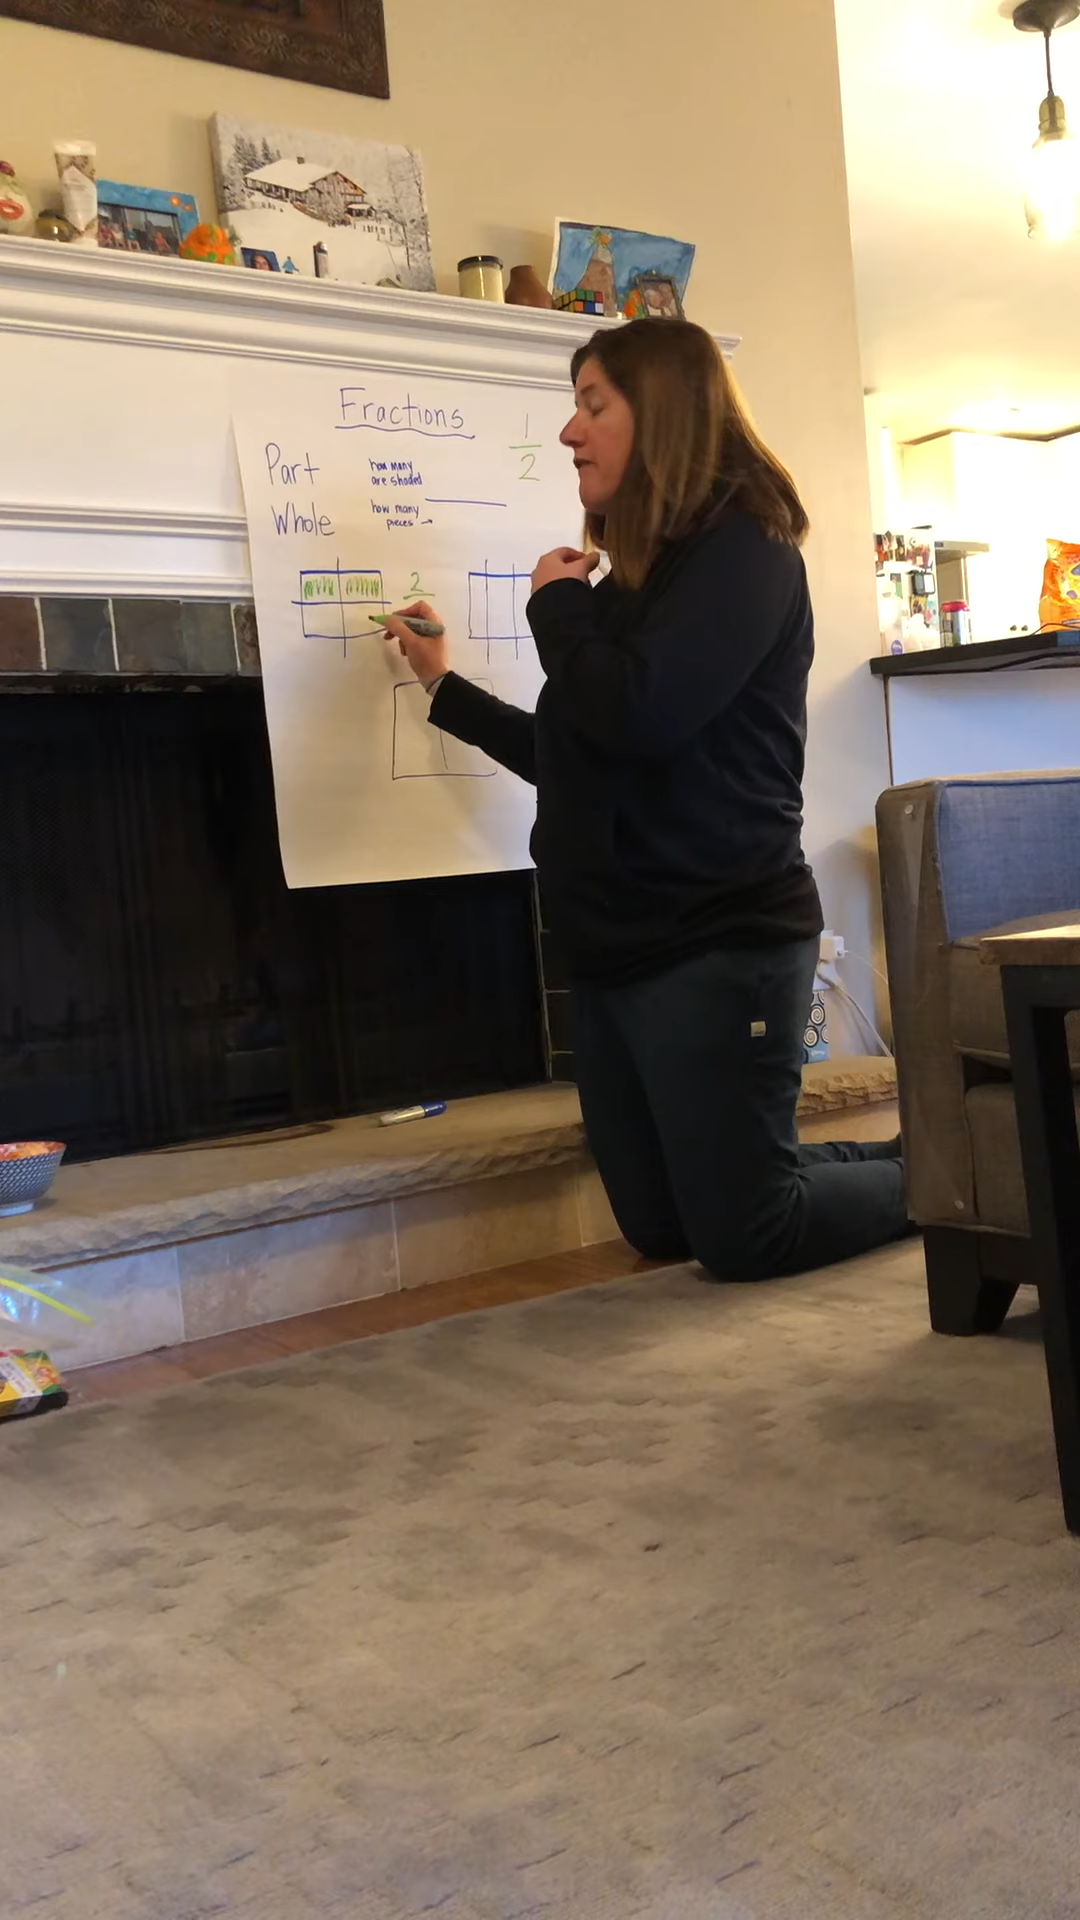 Fractions
1
2
Part
how many
are shaded
Whole
how many
pieces →
2